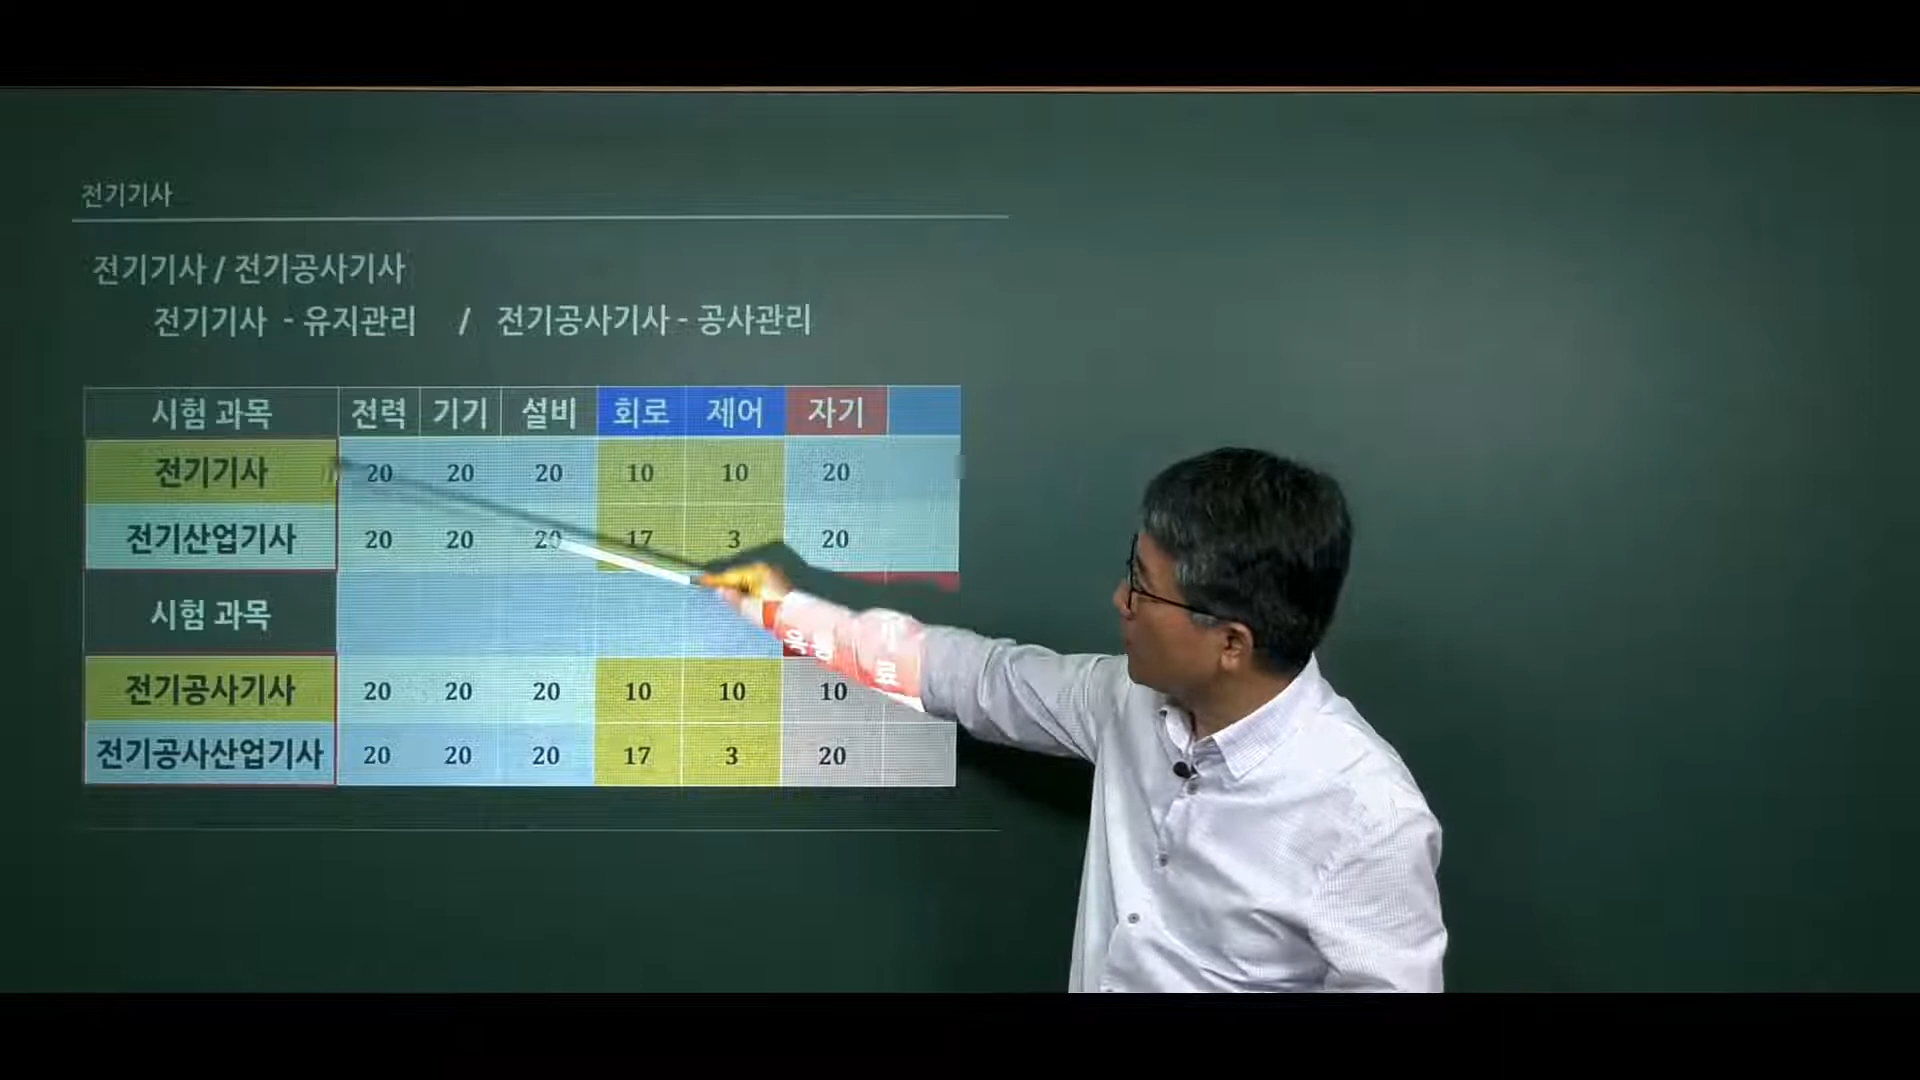 전기기사
전기기사 / 전기공사기사
전기기사 - 유지관리 / 전기공사기사 - 공사관리
시험 과목 전력 기기 설비 회로 제어 자기
전기기사 20 20 20 10 10 20
전기산업기사 20 20 20 17 3 20
시험 과목
전기공사기사 20 20 20 10 10 10
전기공사산업기사 20 20 20 17 3 20